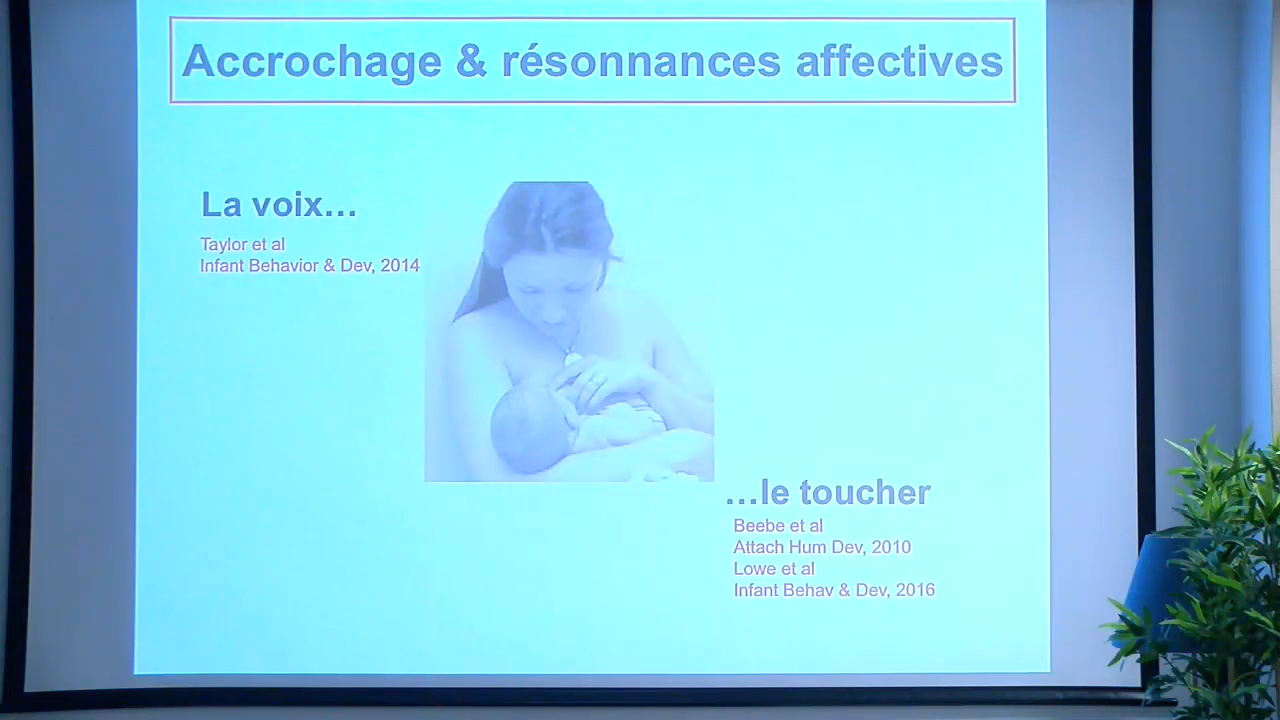 Accrochage & résonnances affectives
La voix...
Taylor et al
Infant Behavior & Dev, 2014
...le toucher
Beebe et al
Attach Hum Dev, 2010
Lowe et al
Infant Behav & Dev, 2016